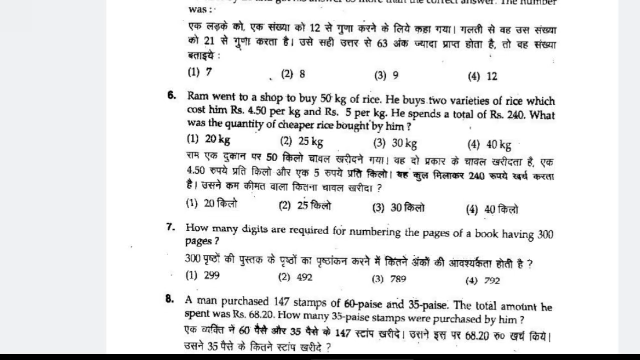 was :
एक लड़के को, एक संख्या को 12 से गुणा करने के लिये कहा गया। गलती से वह उस संख्या
को 21 से गुणा करता है। उसे सही उत्तर से 63 अंक ज्यादा प्राप्त होता है, तो वह संख्या
बताइये :
(1) 7 (2) 8 (3) 9 (4) 12
6. Ram went to a shop to buy 50 kg of rice. He buys two varieties of rice which
cost him Rs. 4.50 per kg and Rs. 5 per kg. He spends a total of Rs. 240. What
was the quantity of cheaper rice bought by him ?
(1) 20 kg (2) 25 kg (3) 30 kg (4) 40 kg
राम एक दुकान पर 50 किलो चावल खरीदने गया। वह दो प्रकार के चावल खरीदता है, एक
4.50 रुपये प्रति किलो और एक 5 रुपये प्रति किलो। वह कुल मिलाकर 240 रूपये खर्च करता
है। उसने कम कीमत वाला कितना चावल खरीदा ?
(1) 20 किलो (2) 25 किलो (3) 30 किलो (4) 40 किलो
7. How many digits are required for numbering the pages of a book having 300
pages ?
300 पृष्ठों की पुस्तक के पृष्ठों का पृष्ठांकन करने में कितने अंकों की आवश्यकता होती है ?
(1) 299 (2) 492 (3) 789 (4) 792
8. A man purchased 147 stamps of 60-paise and 35-paise. The total amount he
spent was Rs. 68.20. How many 35-paise stamps were purchased by him ?
एक व्यक्ति ने 60 पैसे और 35 पैसे के 147 स्टांप खरीदे। उसने इस पर 68.20 रु० खर्च किये।
उसने 35 पैसे के कितने स्टांप खरीदे ?